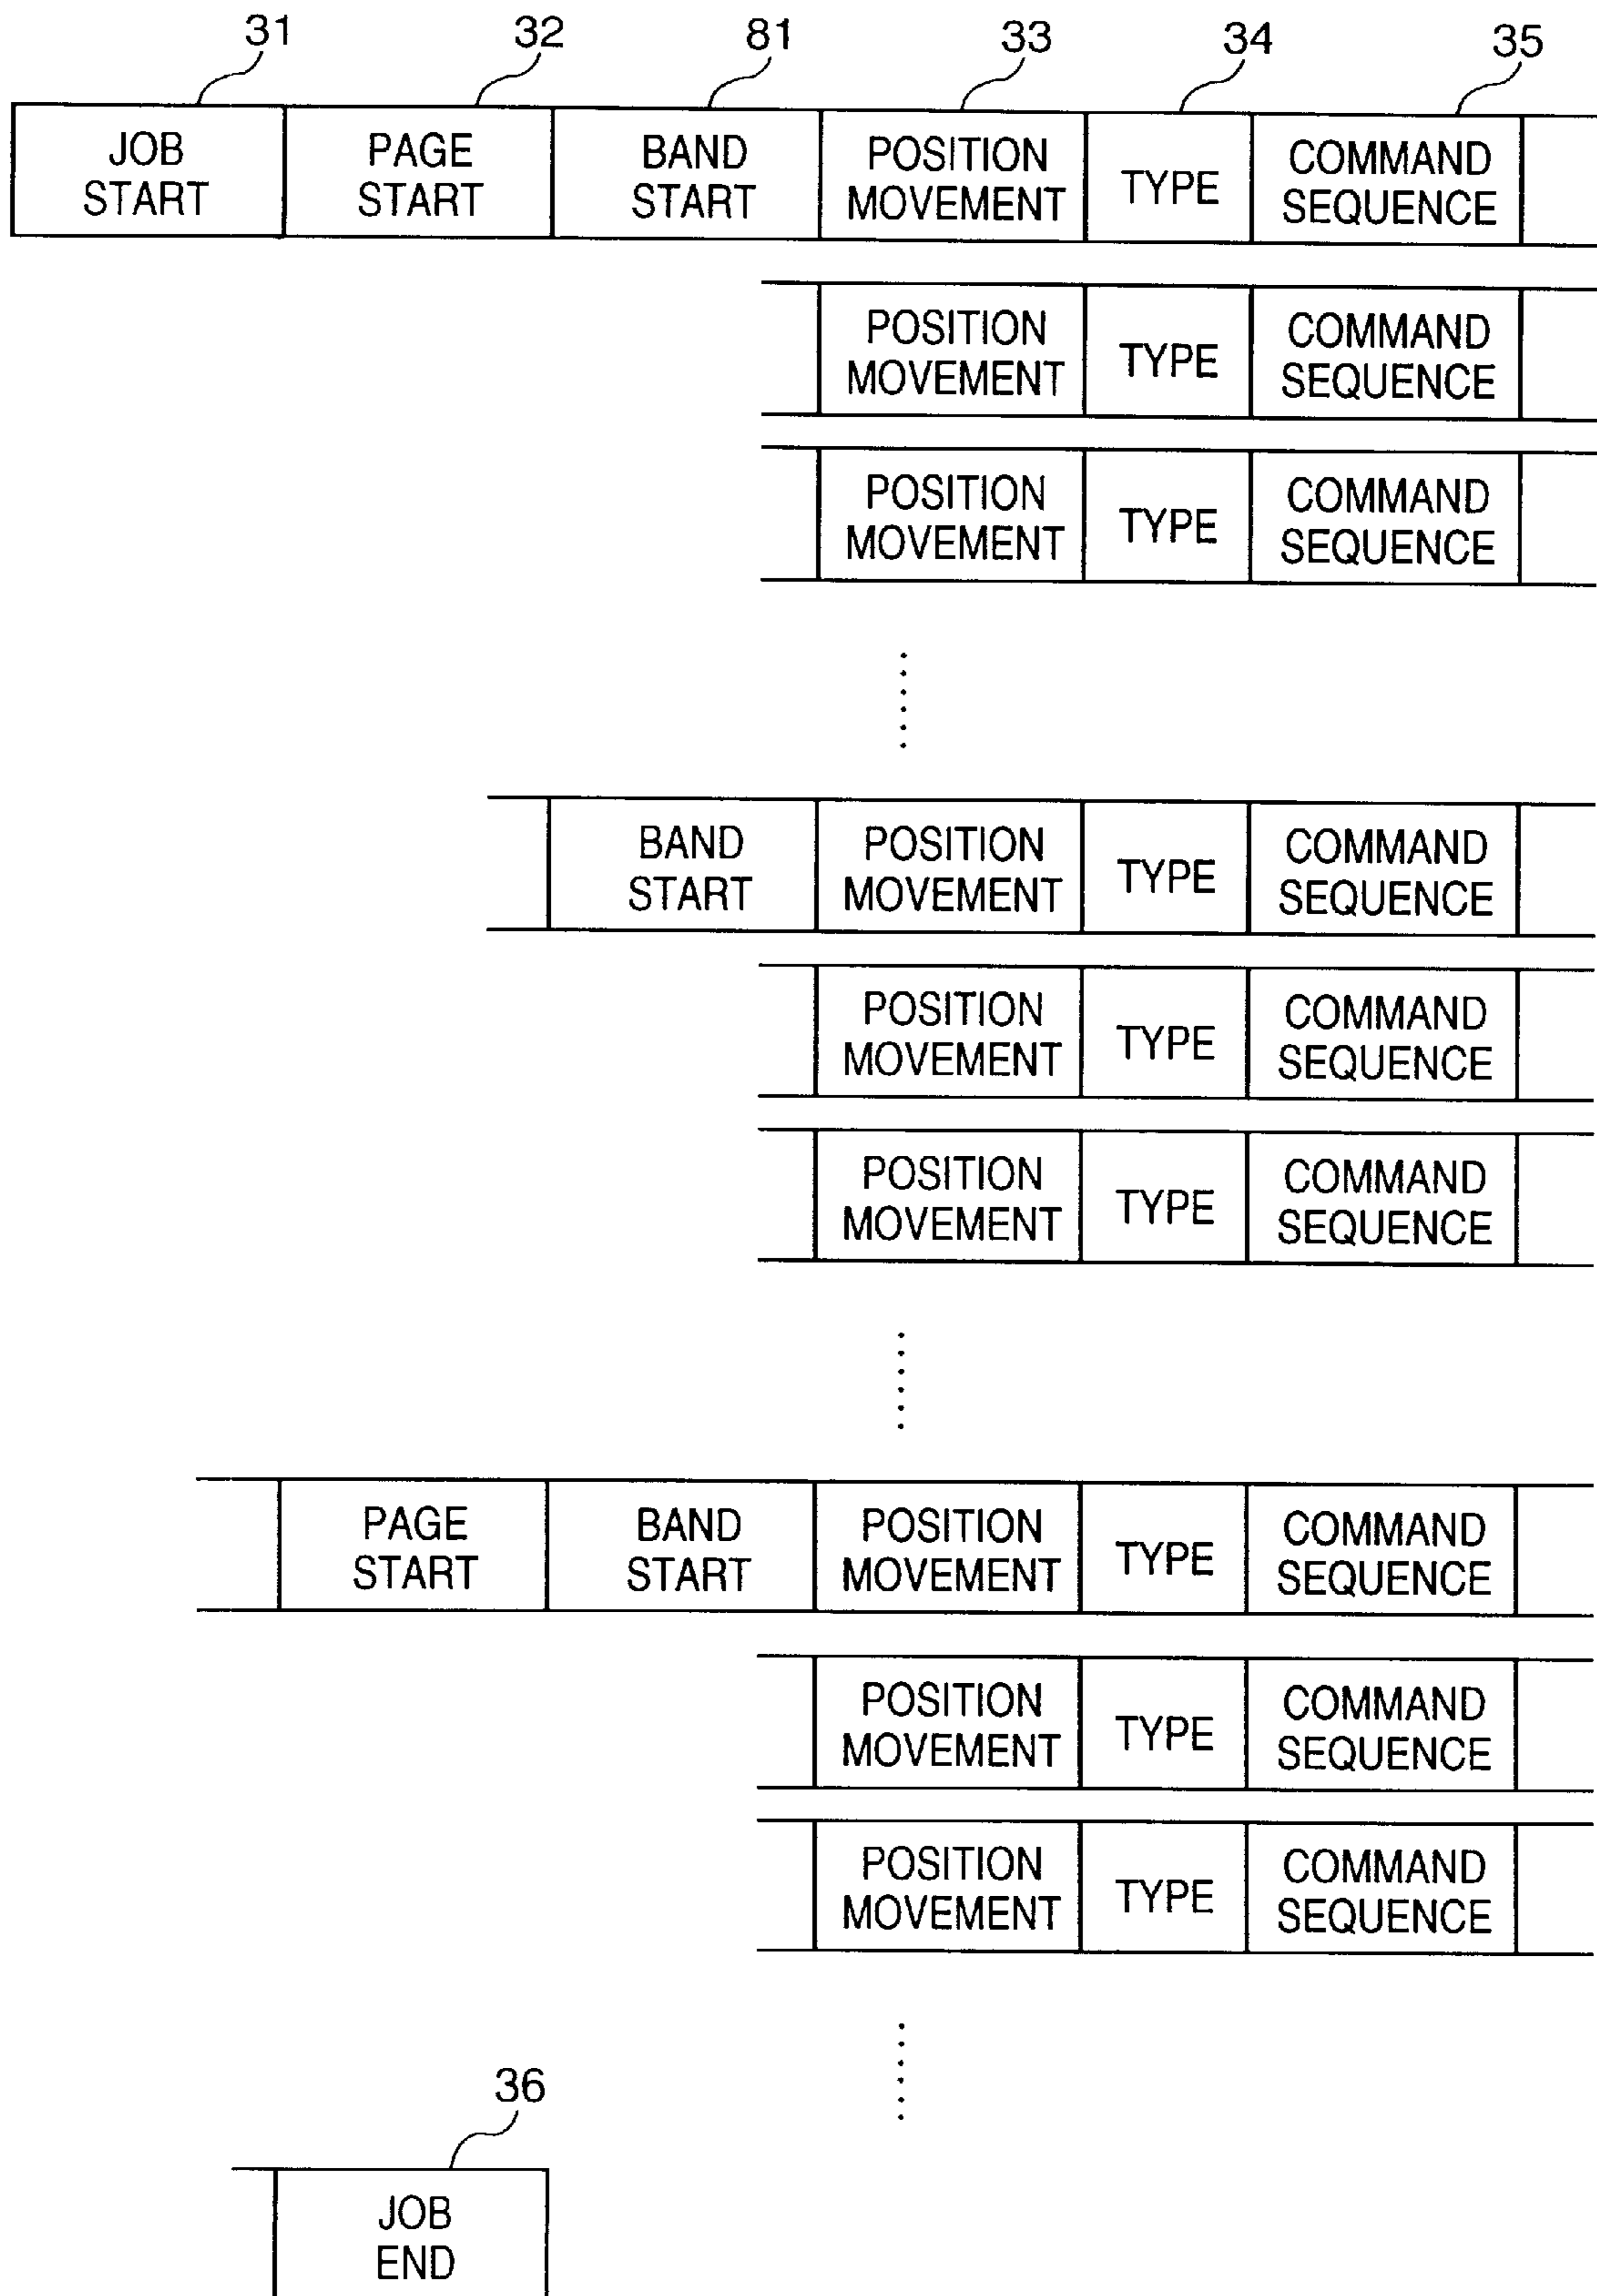 31 32 81 33 34 35
JOB START PAGE START BAND START POSITION MOVEMENT TYPE COMMAND SEQUENCE
POSITION MOVEMENT TYPE COMMAND SEQUENCE
POSITION MOVEMENT TYPE COMMAND SEQUENCE
BAND START POSITION MOVEMENT TYPE COMMAND SEQUENCE
POSITION MOVEMENT TYPE COMMAND SEQUENCE
POSITION MOVEMENT TYPE COMMAND SEQUENCE
PAGE START BAND START POSITION MOVEMENT TYPE COMMAND SEQUENCE
POSITION MOVEMENT TYPE COMMAND SEQUENCE
POSITION MOVEMENT TYPE COMMAND SEQUENCE
36
JOB END